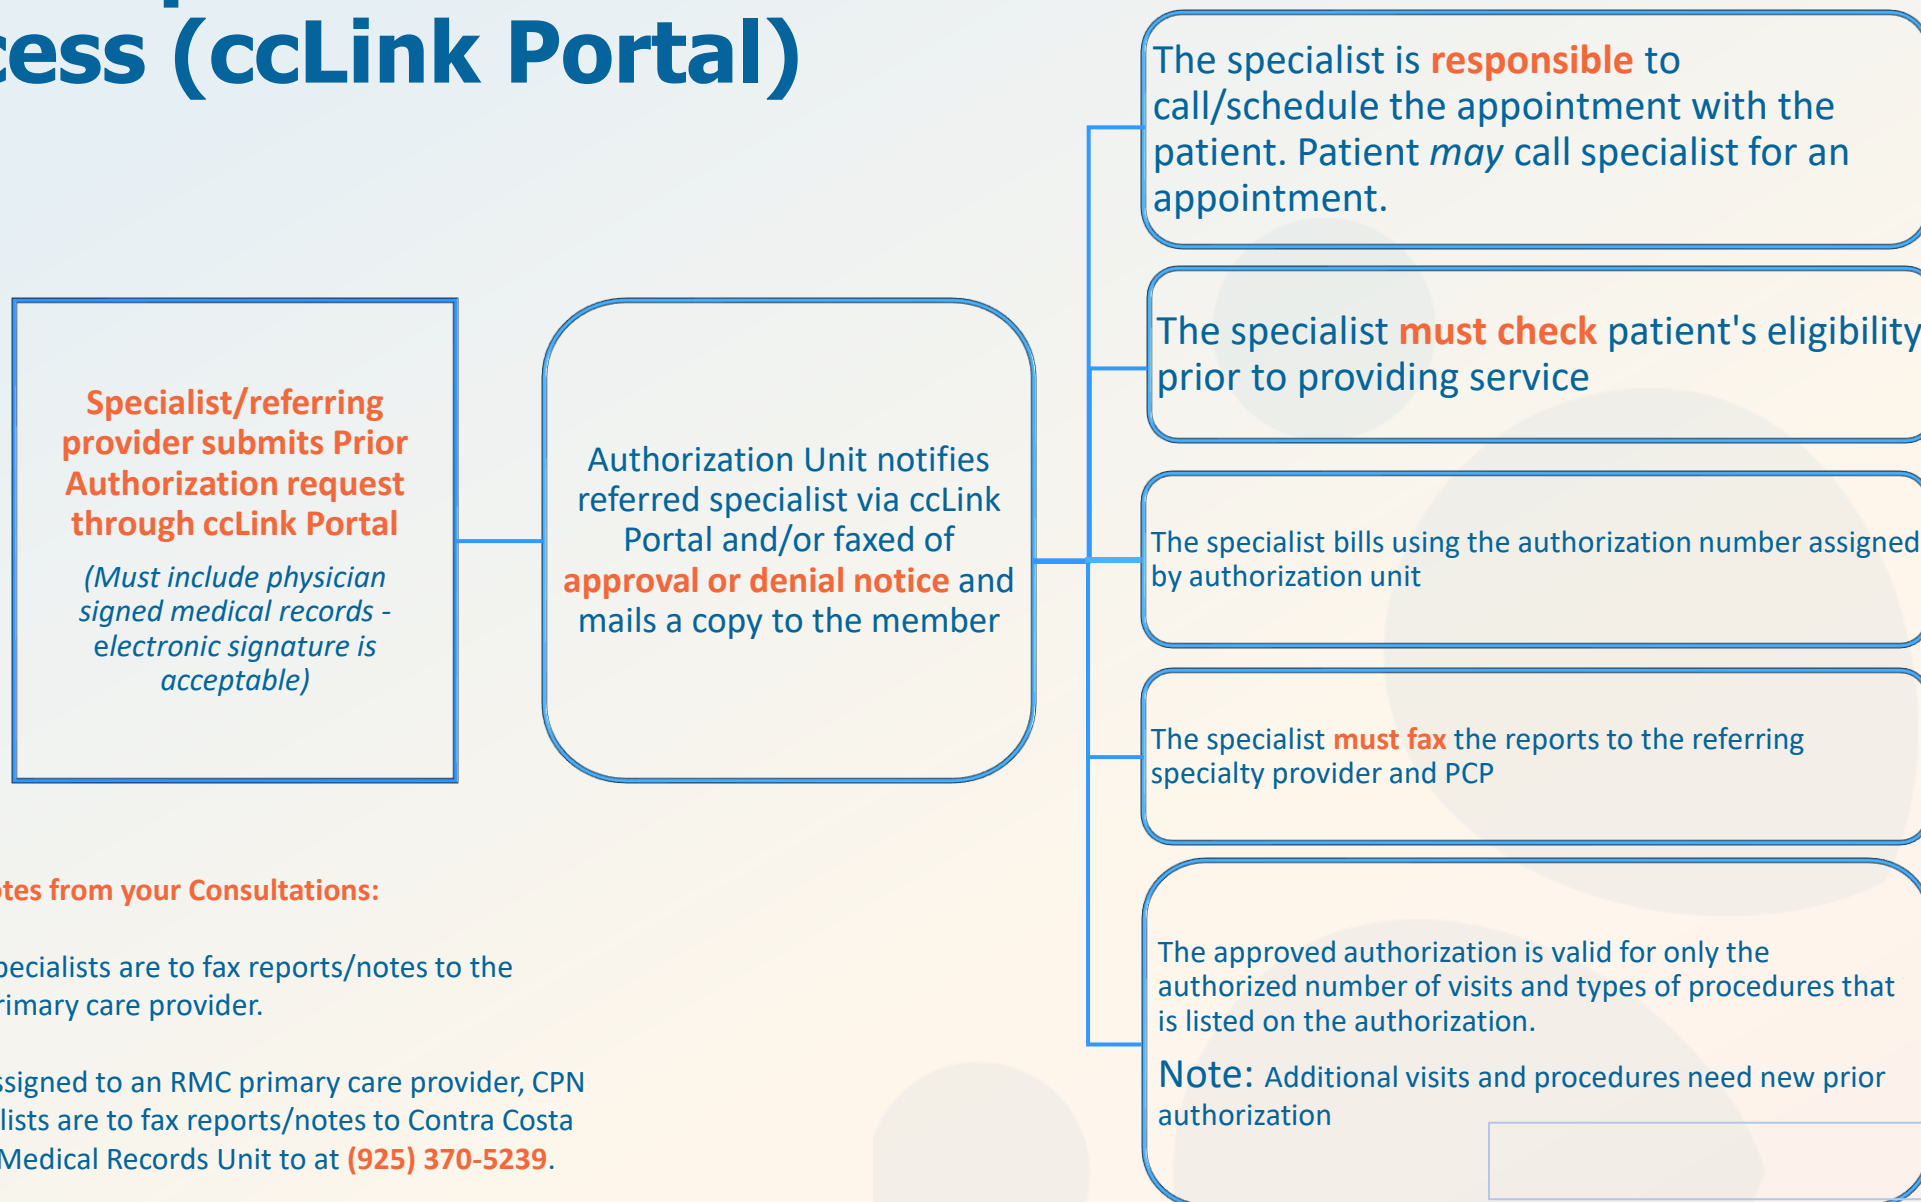 cess (ccLink Portal)
Specialist/referring
provider submits Prior
Authorization request
through ccLink Portal
(Must include physician
signed medical records -
electronic signature is
acceptable)
Authorization Unit notifies
referred specialist via ccLink
Portal and/or faxed of
approval or denial notice and
mails a copy to the member
The specialist is responsible to
call/schedule the appointment with the
patient. Patient may call specialist for an
appointment.
The specialist must check patient's eligibility
prior to providing service
The specialist bills using the authorization number assigned
by authorization unit
The specialist must fax the reports to the referring
specialty provider and PCP
The approved authorization is valid for only the
authorized number of visits and types of procedures that
is listed on the authorization.
Note: Additional visits and procedures need new prior
authorization
otes from your Consultations:
pecialists are to fax reports/notes to the
rimary care provider.
ssigned to an RMC primary care provider, CPN
lists are to fax reports/notes to Contra Costa
Medical Records Unit to at (925) 370-5239.